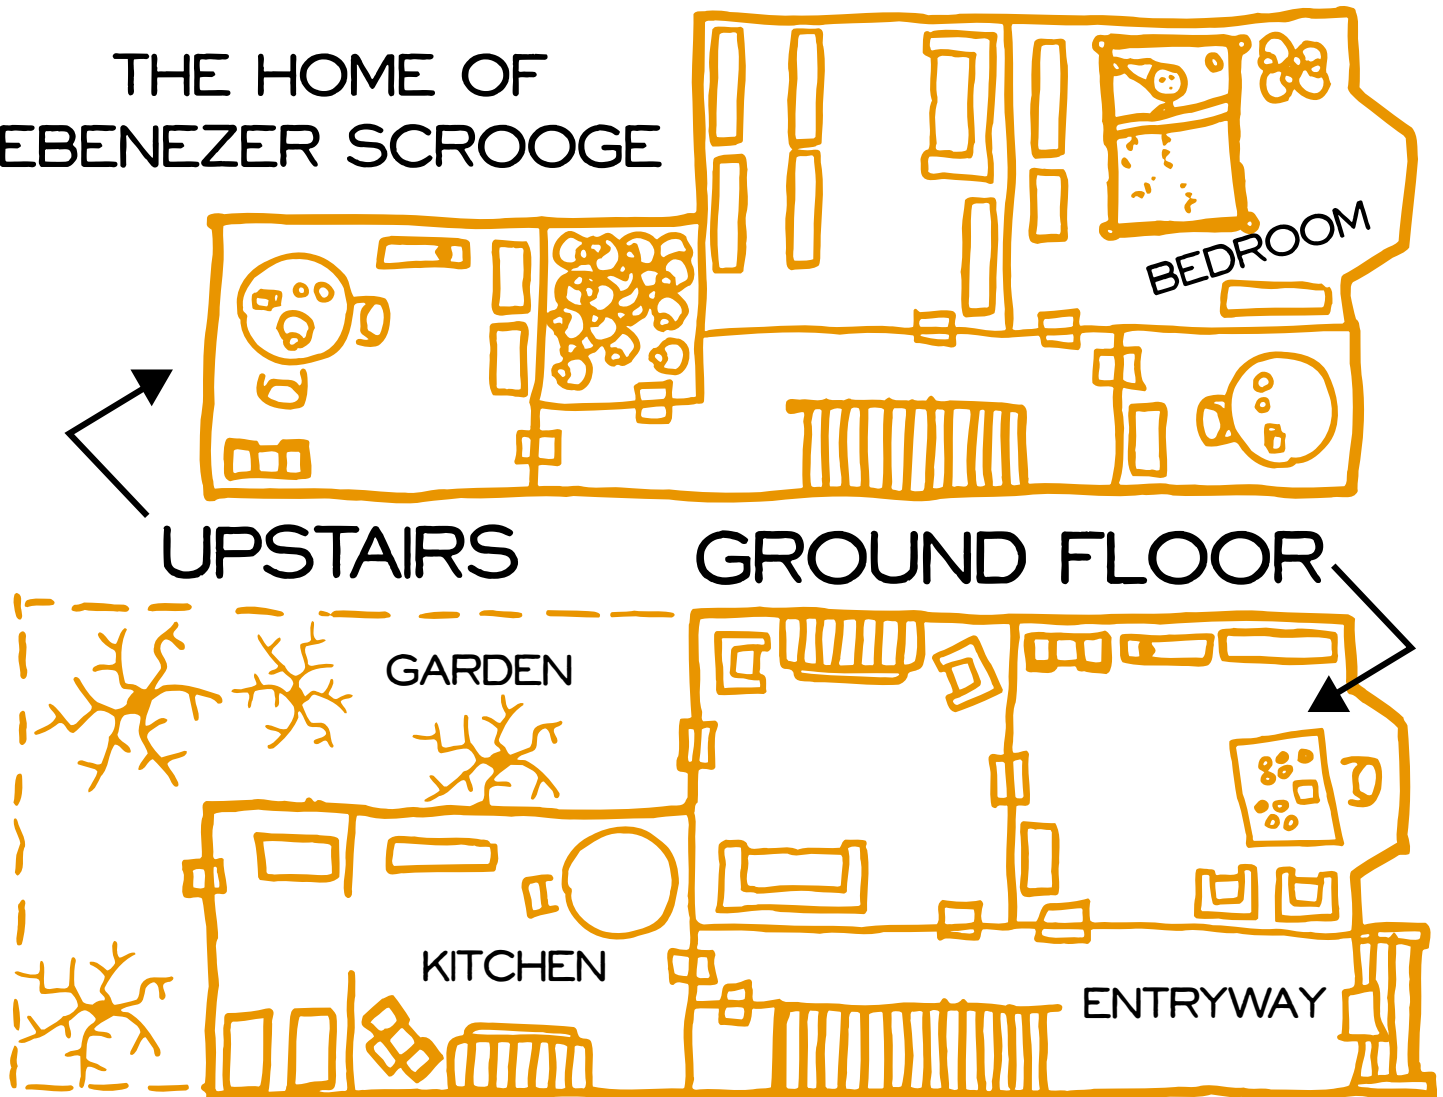 THE HOME OF
EBENEZER SCROOGE
BEDROOM
UPSTAIRS
GROUND FLOOR
GARDEN
KITCHEN
ENTRYWAY